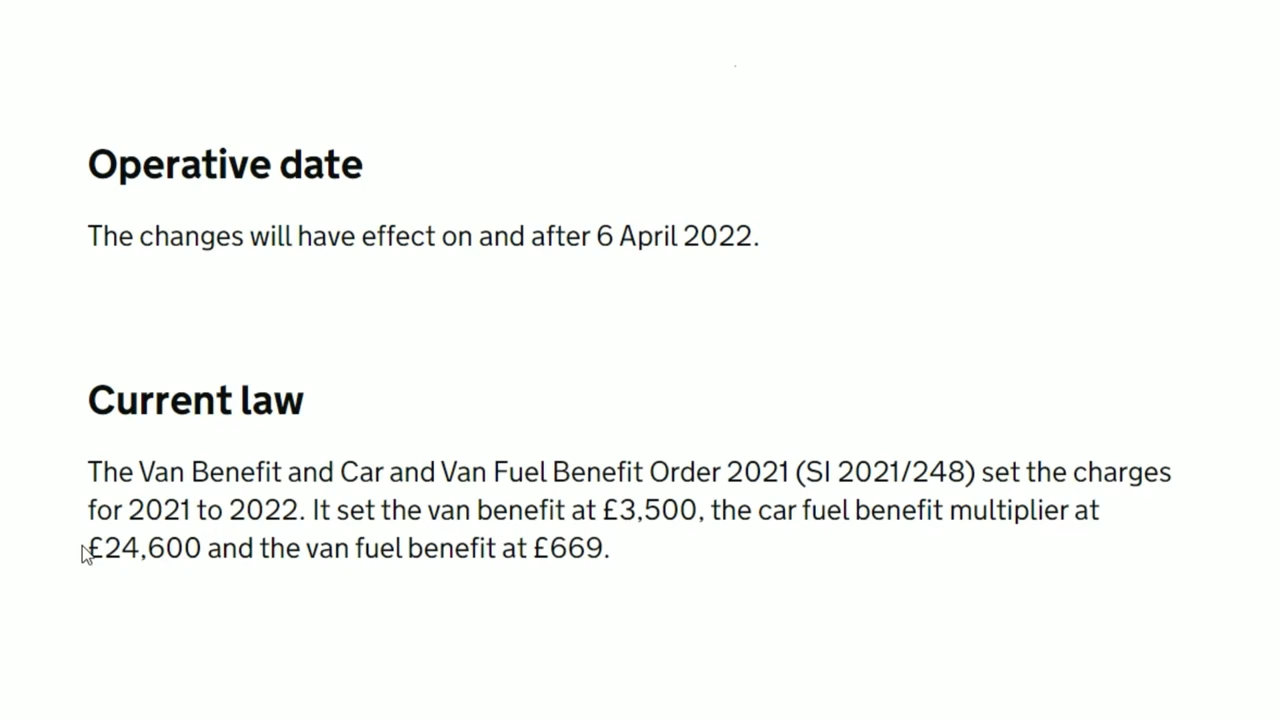 Operative date
The changes will have effect on and after 6 April 2022.
Current law
The Van Benefit and Car and Van Fuel Benefit Order 2021 (SI 2021/248) set the charges
for 2021 to 2022. It set the van benefit at £3,500, the car fuel benefit multiplier at
£24,600 and the van fuel benefit at £669.